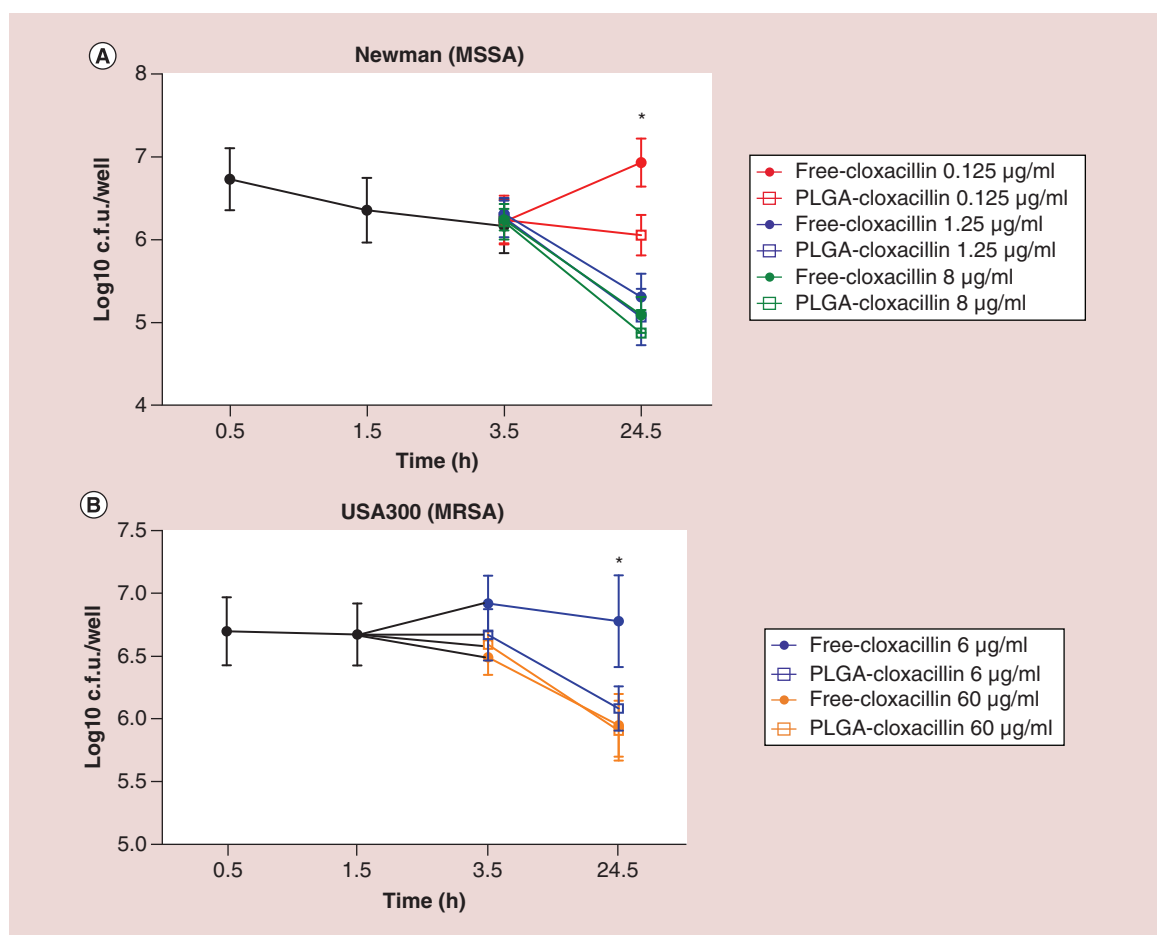 A
Newman (MSSA)
8
7
6
5
4
Log10 c.f.u./well
*
0.5 1.5 3.5 24.5
Time (h)
Free-cloxacillin 0.125 µg/ml
PLGA-cloxacillin 0.125 µg/ml
Free-cloxacillin 1.25 µg/ml
PLGA-cloxacillin 1.25 µg/ml
Free-cloxacillin 8 µg/ml
PLGA-cloxacillin 8 µg/ml
B
USA300 (MRSA)
7.5
7.0
6.5
6.0
5.5
5.0
Log10 c.f.u./well
*
0.5 1.5 3.5 24.5
Time (h)
Free-cloxacillin 6 µg/ml
PLGA-cloxacillin 6 µg/ml
Free-cloxacillin 60 µg/ml
PLGA-cloxacillin 60 µg/ml